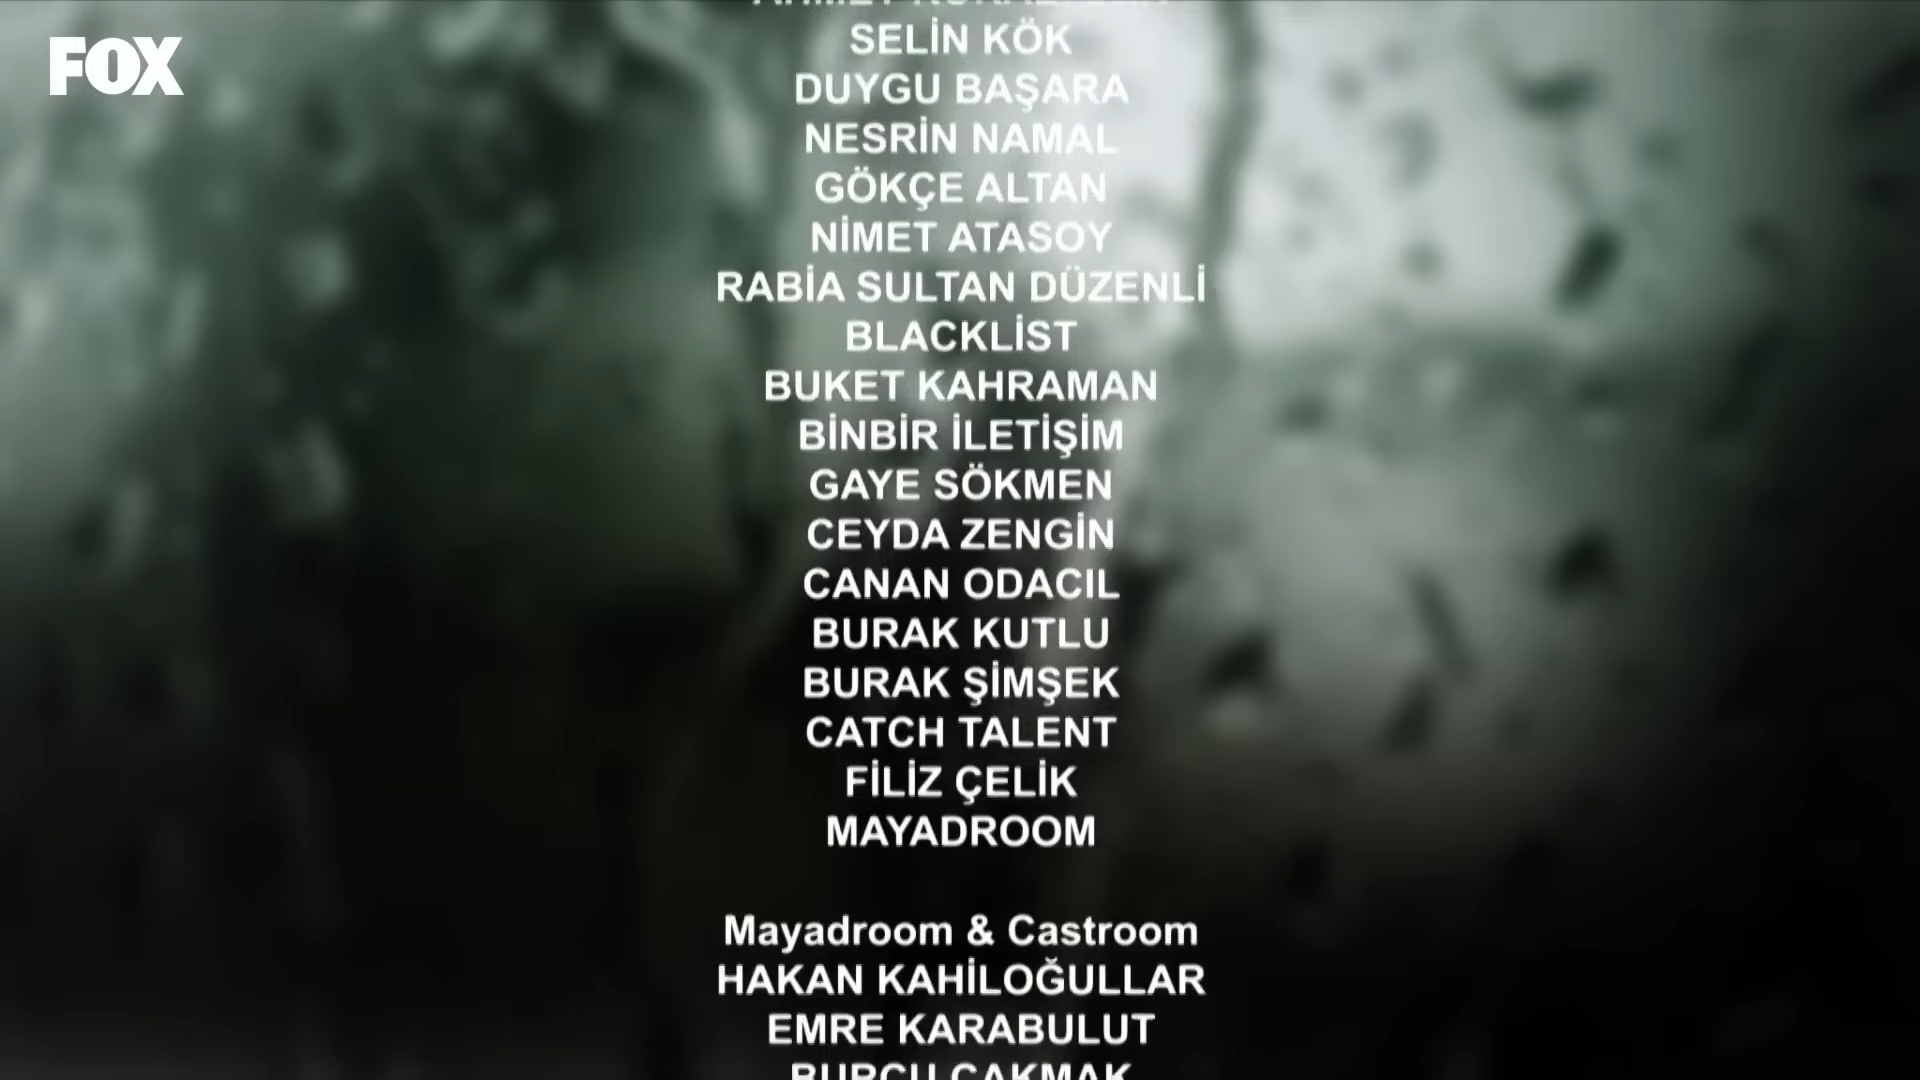 FOX
SELİN KÖK
DUYGU BAŞARA
NESRİN NAMAL
GÖKÇE ALTAN
NİMET ATASOY
RABİA SULTAN DÜZENLİ
BLACKLİST
BUKET KAHRAMAN
BİNBİR İLETİŞİM
GAYE SÖKMEN
CEYDA ZENGİN
CANAN ODACIL
BURAK KUTLU
BURAK ŞİMŞEK
CATCH TALENT
FİLİZ ÇELİK
MAYADROOM
Mayadroom & Castroom
HAKAN KAHİLOĞULLAR
EMRE KARABULUT